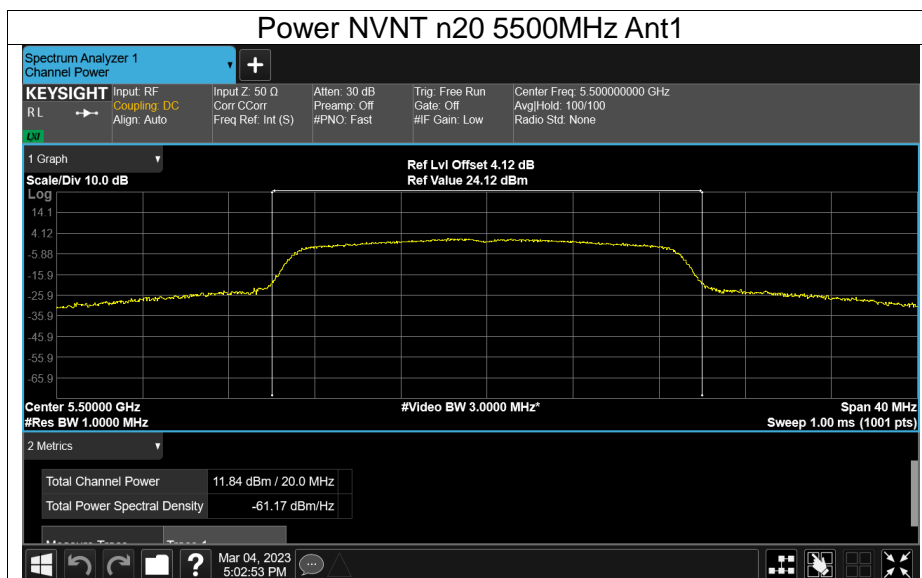 Power NVNT n20 5500MHz Ant1
Spectrum Analyzer 1
Channel Power
KEYSIGHT
R L
LXI
Input: RF
Coupling: DC
Align: Auto
Input Z: 50 Ω
Corr CCorr
Freq Ref: Int (S)
Atten: 30 dB
Preamp: Off
#PNO: Fast
Trig: Free Run
Gate: Off
#IF Gain: Low
Center Freq: 5.500000000 GHz
Avg|Hold: 100/100
Radio Std: None
1 Graph
Scale/Div 10.0 dB
Ref Lvl Offset 4.12 dB
Ref Value 24.12 dBm
Log
14.1
4.12
-5.88
-15.9
-25.9
-35.9
-45.9
-55.9
-65.9
Center 5.50000 GHz
#Res BW 1.0000 MHz
#Video BW 3.0000 MHz*
Span 40 MHz
Sweep 1.00 ms (1001 pts)
2 Metrics
Total Channel Power 11.84 dBm / 20.0 MHz
Total Power Spectral Density -61.17 dBm/Hz
?
Mar 04, 2023
5:02:53 PM